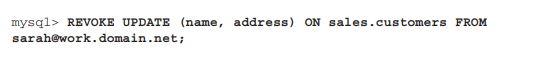 mysql> REVOKE UPDATE (name, address) ON sales.customers FROM
sarah@work.domain.net;